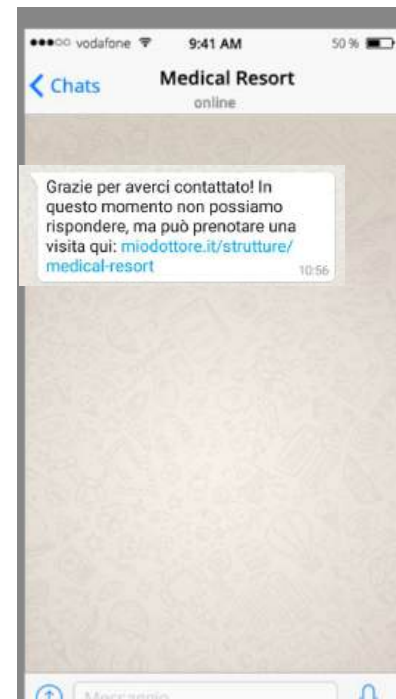 vodafone 9:41 AM 50 %
Chats Medical Resort
online
Grazie per averci contattato! In
questo momento non possiamo
rispondere, ma può prenotare una
visita qui: miodottore.it/strutture/
medical-resort 10:56
Messaggio